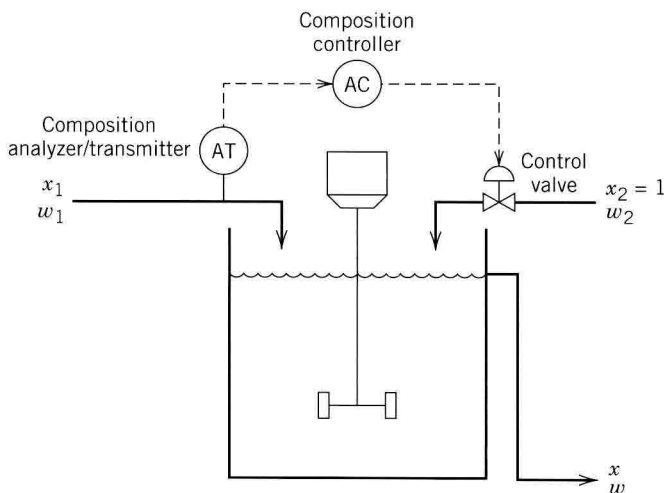 Composition
controller
AC
Composition
analyzer/transmitter
AT
Control
valve
x₁
w₁
x₂ = 1
w₂
x
w